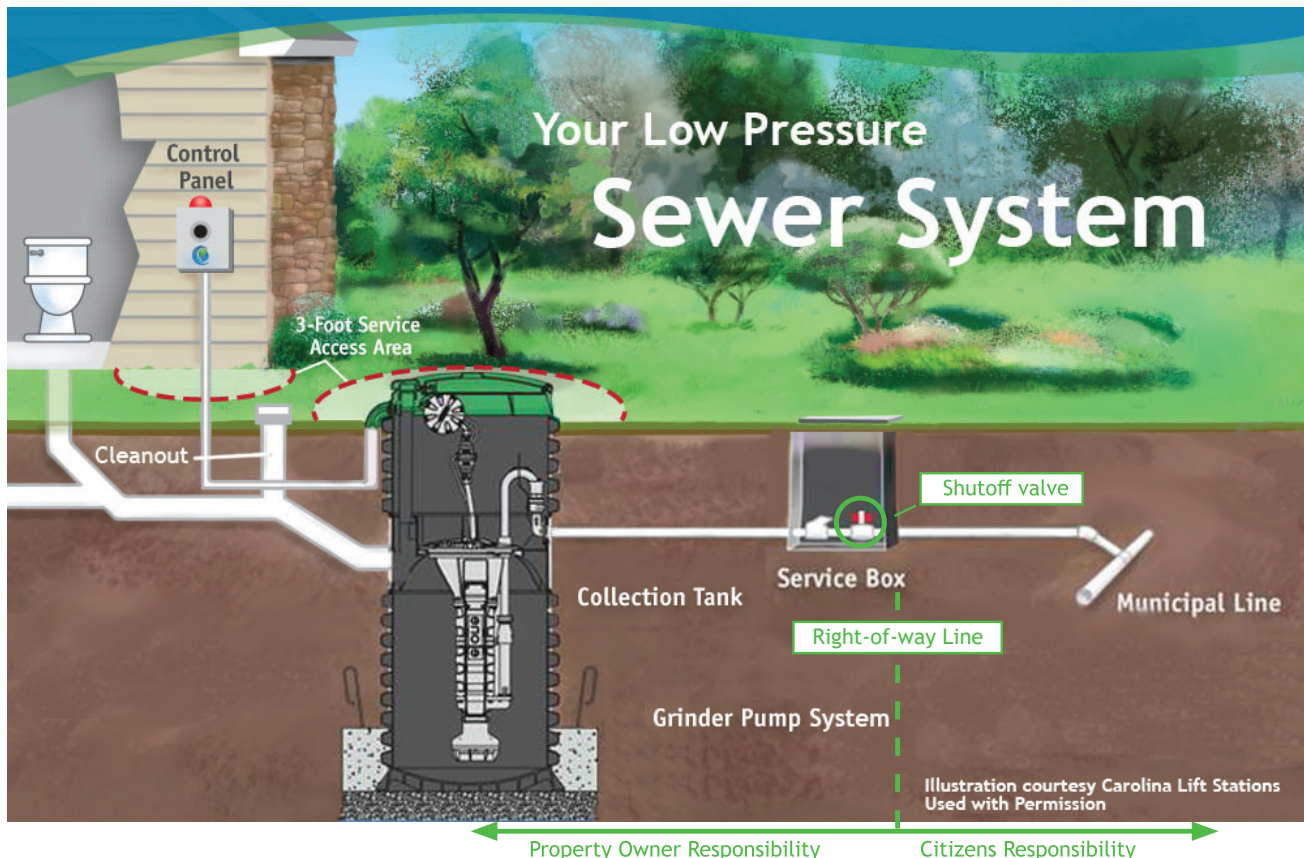 Your Low Pressure
Sewer System
Control
Panel
3-Foot Service
Access Area
Cleanout
Shutoff valve
Service Box
Collection Tank
Municipal Line
Right-of-way Line
Grinder Pump System
Illustration courtesy Carolina Lift Stations
Used with Permission
Property Owner Responsibility
Citizens Responsibility